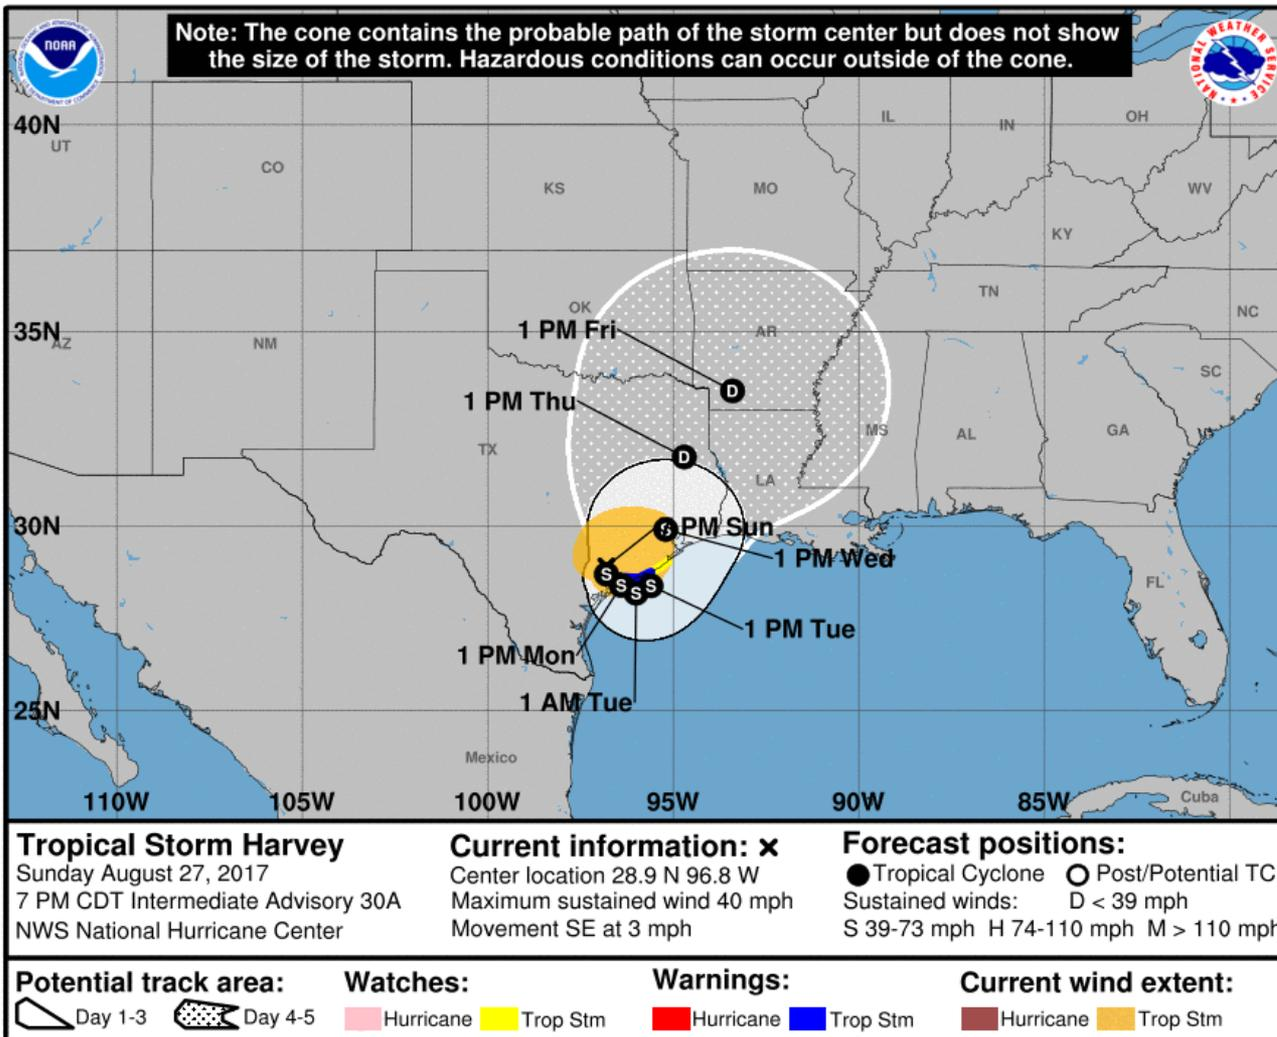 Note: The cone contains the probable path of the storm center but does not show
the size of the storm. Hazardous conditions can occur outside of the cone.
NOAA
NATIONAL WEATHER SERVICE
40N
UT
CO
KS
MO
IL
IN
OH
WV
KY
OK
TN
NC
35N
AZ
NM
1 PM Fri
AR
SC
D
1 PM Thu
TX
D
LA
MS
AL
GA
30N
PM Sun
S
1 PM Wed
S
S
S
S
FL
1 PM Tue
1 PM Mon
1 AM Tue
25N
Mexico
Cuba
110W 105W 100W 95W 90W 85W
Tropical Storm Harvey
Sunday August 27, 2017
7 PM CDT Intermediate Advisory 30A
NWS National Hurricane Center
Current information: ×
Center location 28.9 N 96.8 W
Maximum sustained wind 40 mph
Movement SE at 3 mph
Forecast positions:
Tropical Cyclone Post/Potential TC
Sustained winds: D < 39 mph
S 39-73 mph H 74-110 mph M > 110 mph
Potential track area:
Day 1-3 Day 4-5
Watches:
Hurricane Trop Stm
Warnings:
Hurricane Trop Stm
Current wind extent:
Hurricane Trop Stm